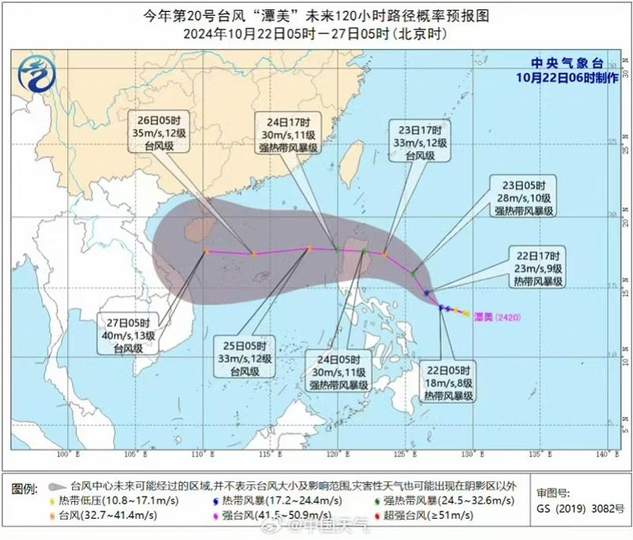 今年第20号台风“潭美”未来120小时路径概率预报图
2024年10月22日05时－27日05时(北京时)
中央气象台
10月22日06时制作
26日05时
35m/s,12级
台风级
24日17时
30m/s,11级
强热带风暴级
23日17时
33m/s,12级
台风级
23日05时
28m/s,10级
强热带风暴级
22日17时
23m/s,9级
热带风暴级
潭美(2420)
27日05时
40m/s,13级
台风级
25日05时
33m/s,12级
台风级
24日05时
30m/s,11级
强热带风暴级
22日05时
18m/s,8级
热带风暴级
30°N
25°N
20°N
15°N
10°N
5°N
100°E
105°E
110°E
115°E
120°E
125°E
130°E
135°E
140°E
图例:
台风中心未来可能经过的区域,并不表示台风大小及影响范围,灾害性天气也可能出现在阴影区以外
热带低压(10.8~17.1m/s) 热带风暴(17.2~24.4m/s) 强热带风暴(24.5~32.6m/s)
台风(32.7~41.4m/s) 强台风(41.5~50.9m/s) 超强台风(≥51m/s)
审图号:
GS (2019) 3082号
@中国天气